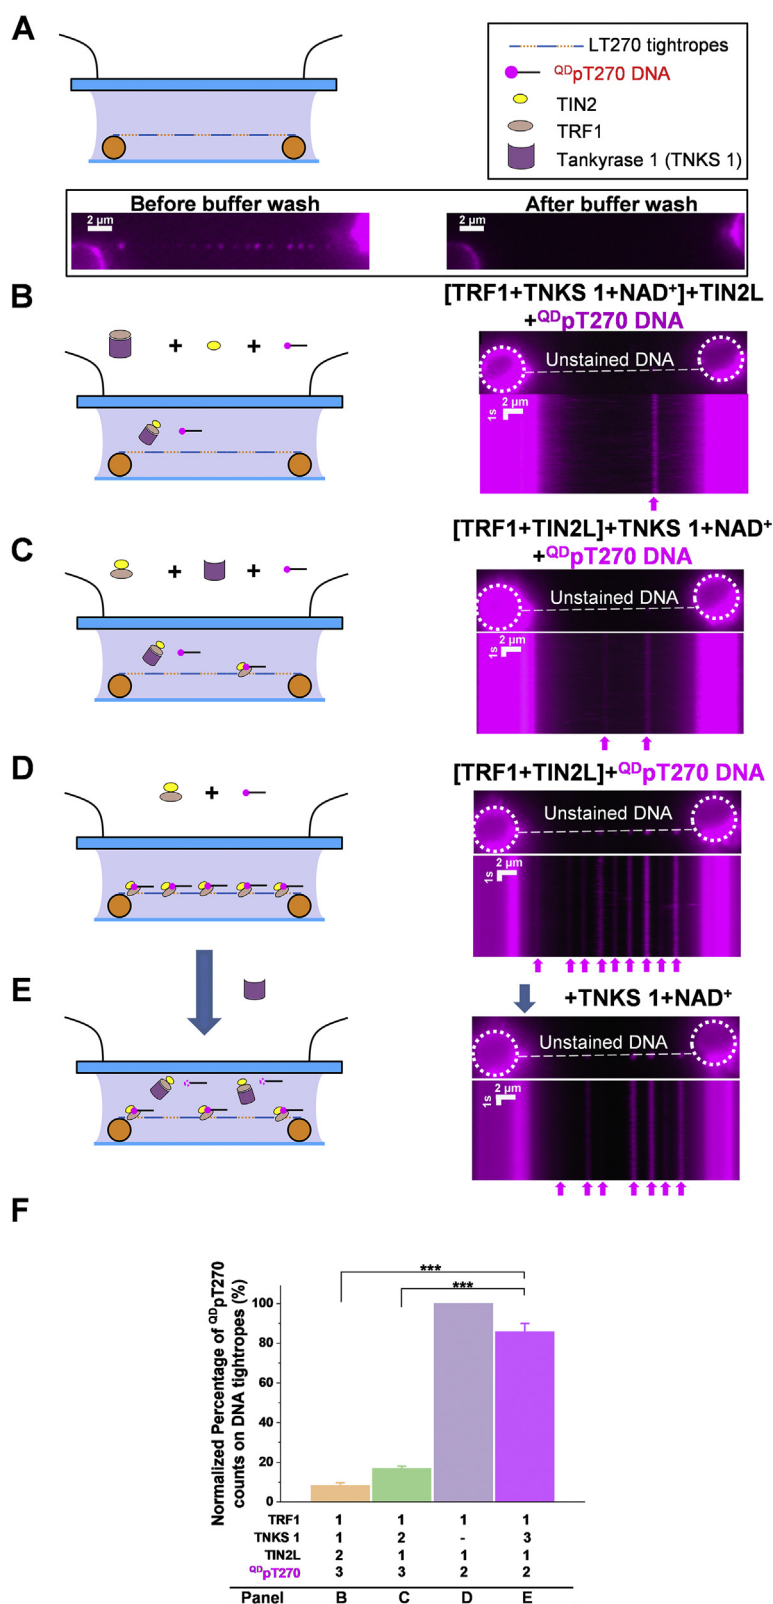 A
LT270 tightropes
QDpT270 DNA
TIN2
TRF1
Tankyrase 1 (TNKS 1)
Before buffer wash
After buffer wash
2 µm
2 µm
B
[TRF1+TNKS 1+NAD+]+TIN2L
+QDpT270 DNA
+ +
Unstained DNA
1s
2 µm
C
[TRF1+TIN2L]+TNKS 1+NAD+
+QDpT270 DNA
+ +
Unstained DNA
1s
2 µm
D
[TRF1+TIN2L]+QDpT270 DNA
+
Unstained DNA
1s
2 µm
E
+TNKS 1+NAD+
Unstained DNA
1s
2 µm
F
Normalized Percentage of QDpT270
counts on DNA tightropes (%)
***
***
100
80
60
40
20
0
TRF1 1 1 1 1
TNKS 1 1 2 - 3
TIN2L 2 1 1 1
QDpT270 3 3 2 2
Panel B C D E